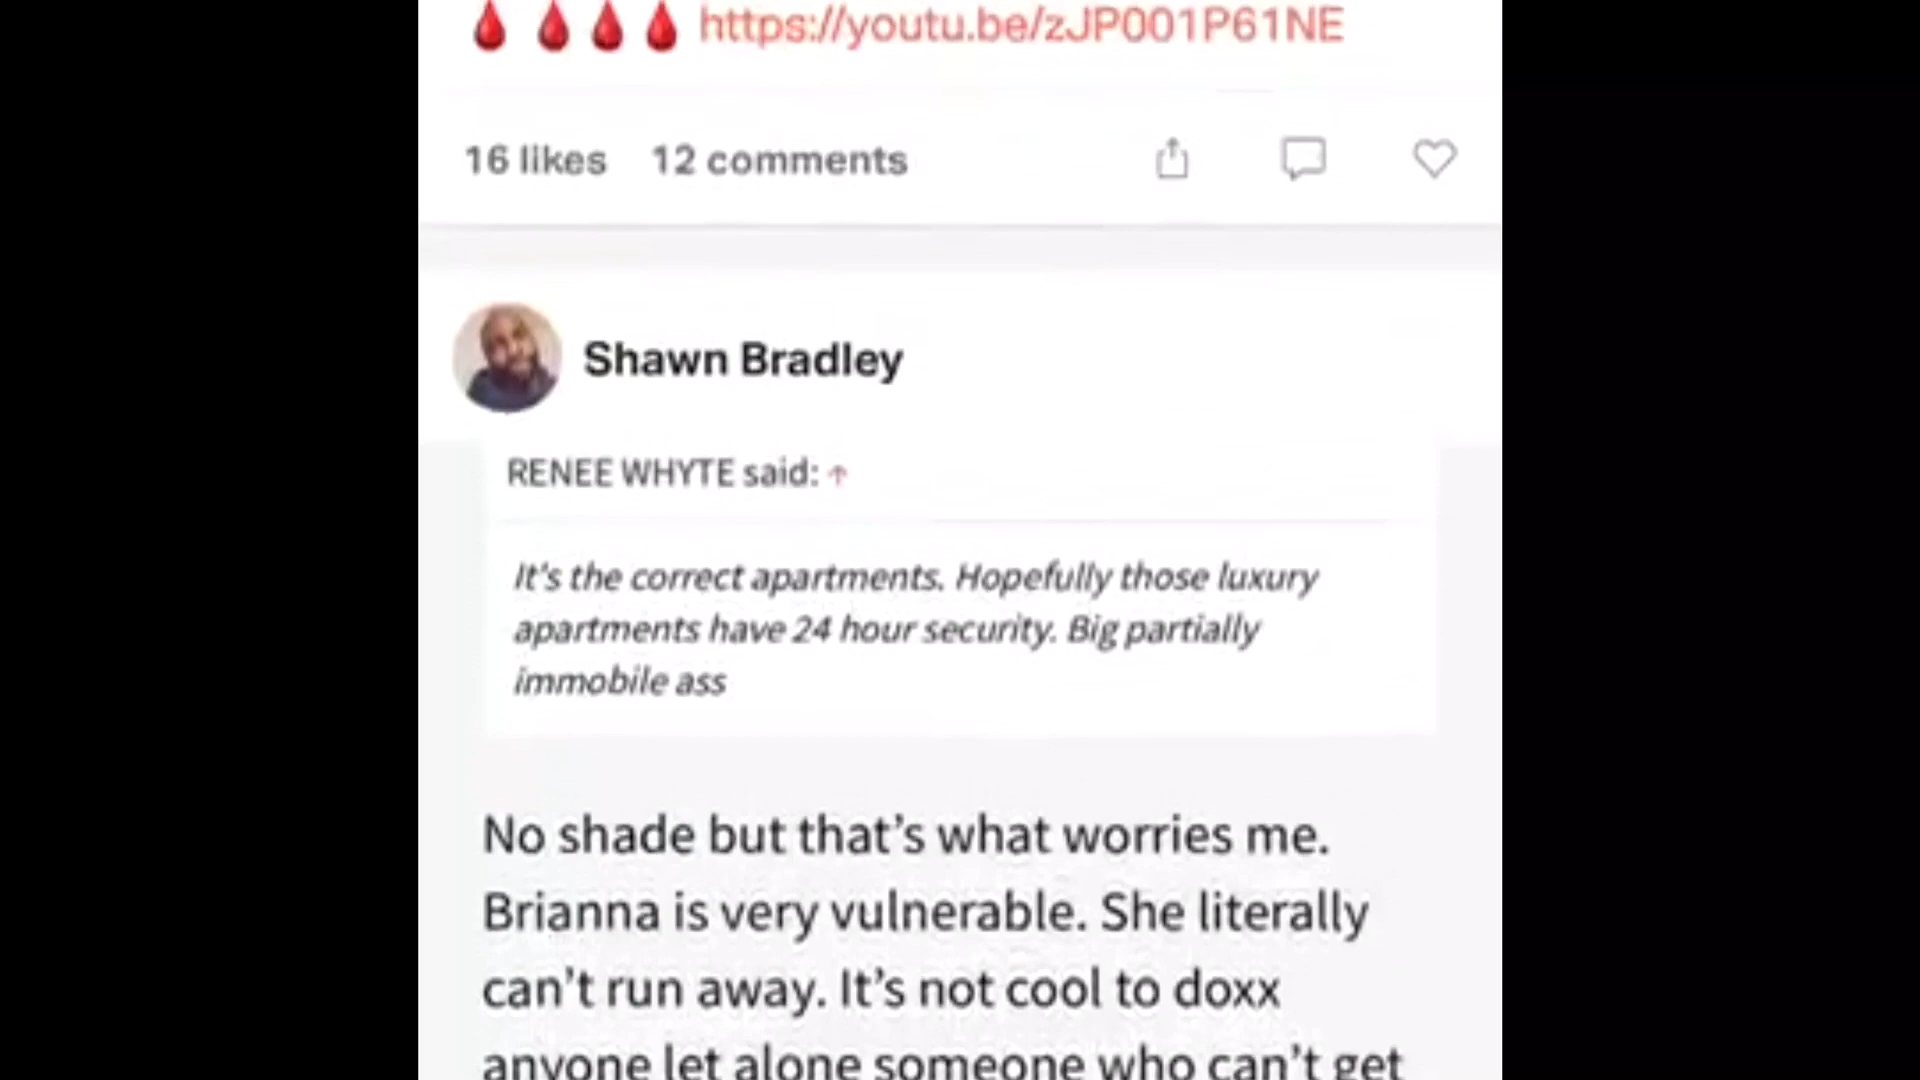 https://youtu.be/zJP001P61NE
16 likes 12 comments
Shawn Bradley
RENEE WHYTE said: ↑
It's the correct apartments. Hopefully those luxury
apartments have 24 hour security. Big partially
immobile ass
No shade but that's what worries me.
Brianna is very vulnerable. She literally
can't run away. It's not cool to doxx
anyone let alone someone who can't get